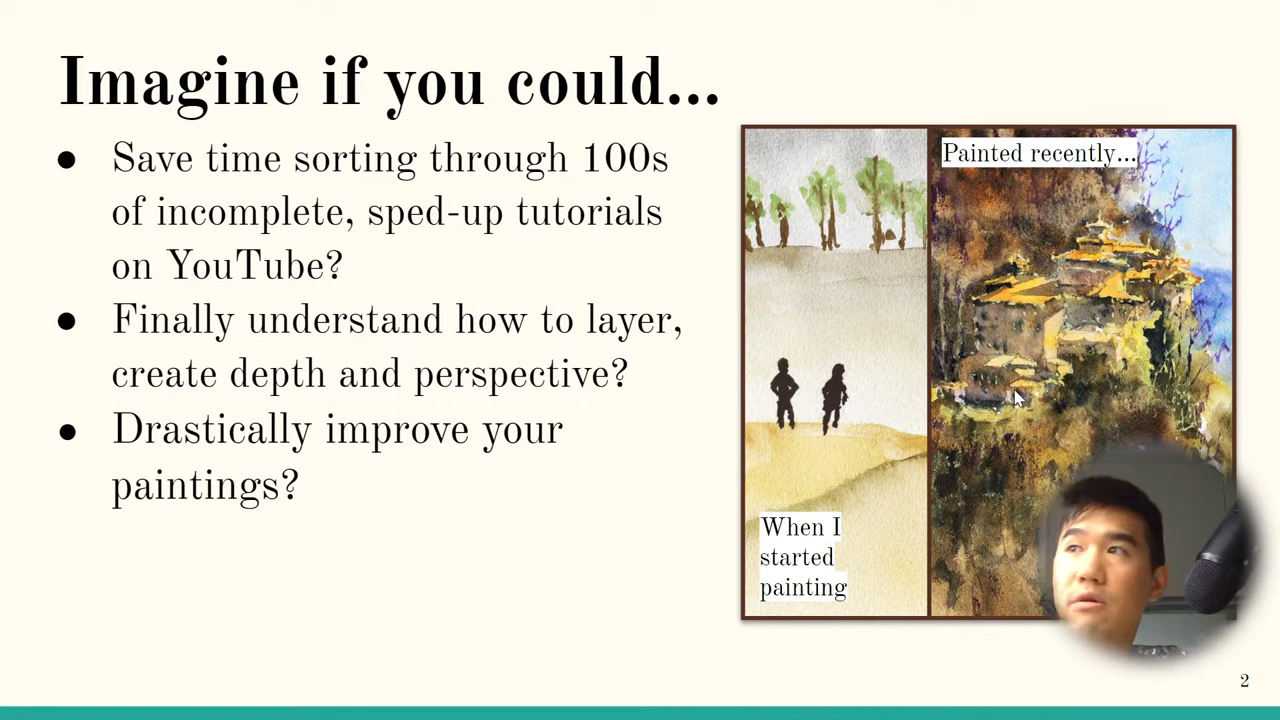 Imagine if you could...
● Save time sorting through 100s
of incomplete, sped-up tutorials
on YouTube?
● Finally understand how to layer,
create depth and perspective?
● Drastically improve your
paintings?
Painted recently...
When I
started
painting
2